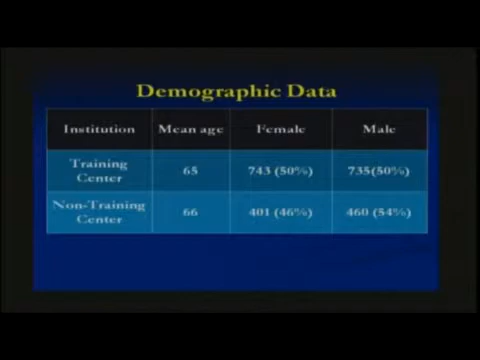 Demographic Data
Institution Mean age Female Male
Training
Center 65 743 (50%) 735(50%)
Non-Training
Center 66 401 (46%) 460 (54%)